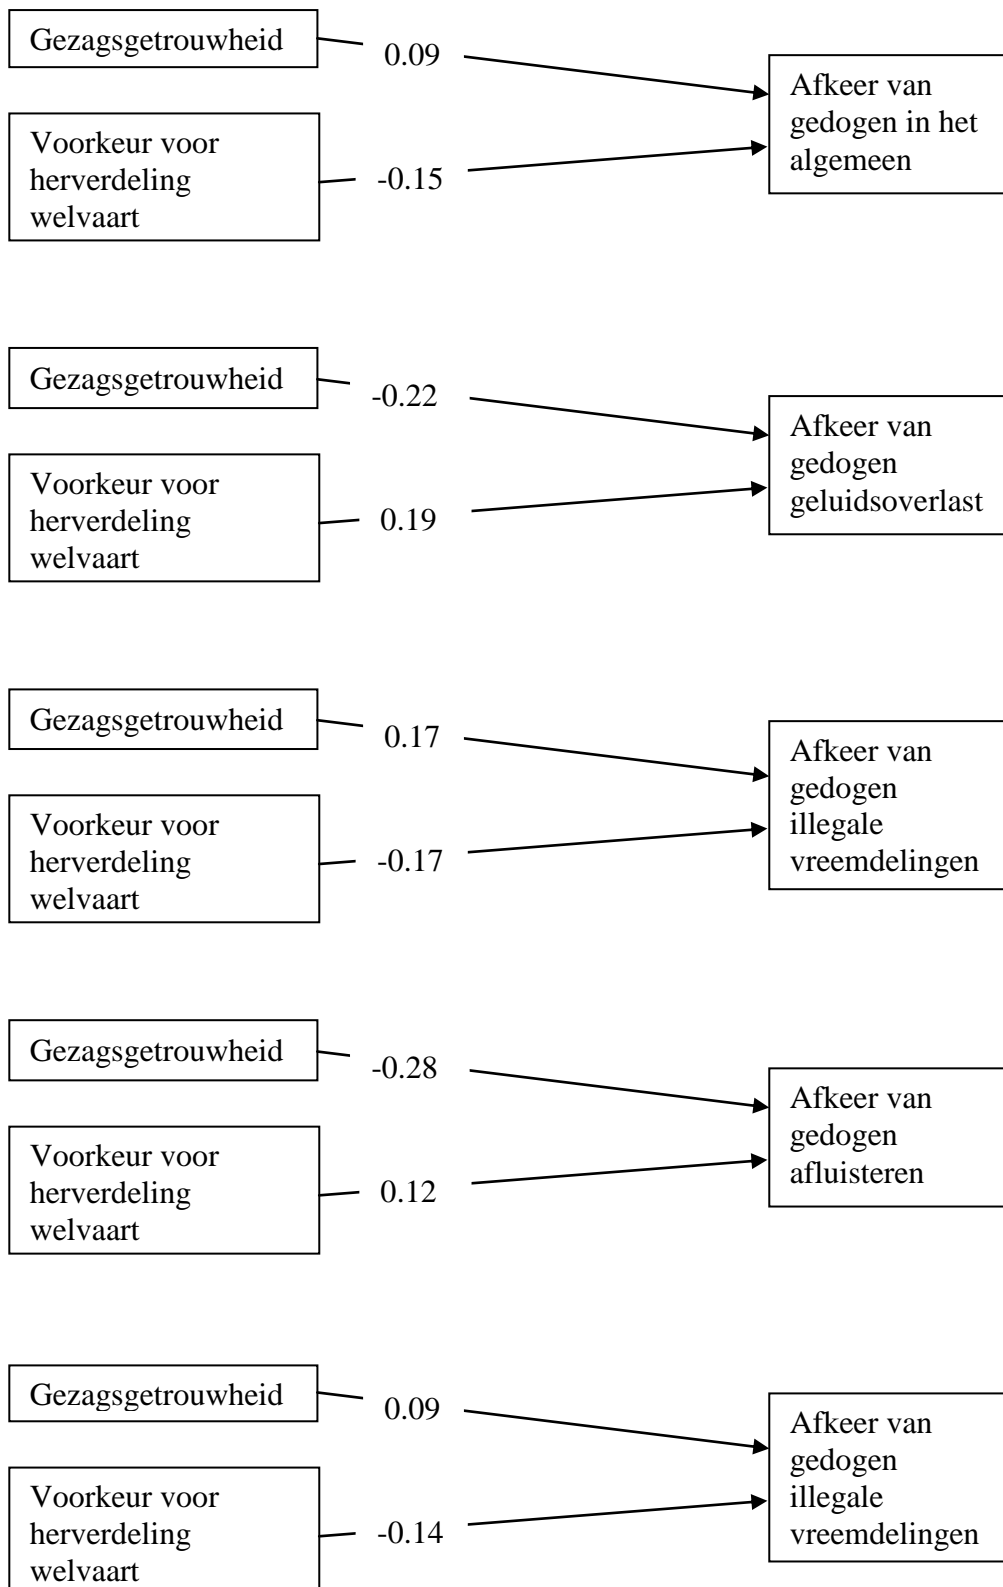 Gezagsgetrouwheid
0.09
Voorkeur voor
herverdeling
welvaart
-0.15
Afkeer van
gedogen in het
algemeen
Gezagsgetrouwheid
-0.22
Voorkeur voor
herverdeling
welvaart
0.19
Afkeer van
gedogen
geluidsoverlast
Gezagsgetrouwheid
0.17
Voorkeur voor
herverdeling
welvaart
-0.17
Afkeer van
gedogen
illegale
vreemdelingen
Gezagsgetrouwheid
-0.28
Voorkeur voor
herverdeling
welvaart
0.12
Afkeer van
gedogen
afluisteren
Gezagsgetrouwheid
0.09
Voorkeur voor
herverdeling
welvaart
-0.14
Afkeer van
gedogen
illegale
vreemdelingen